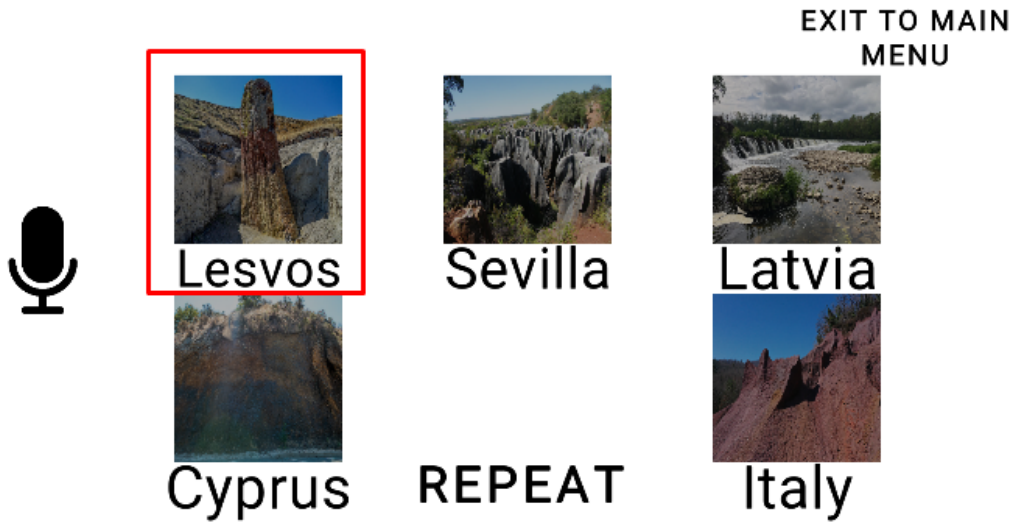 EXIT TO MAIN
MENU
Lesvos
Sevilla
Latvia
Cyprus
REPEAT
Italy